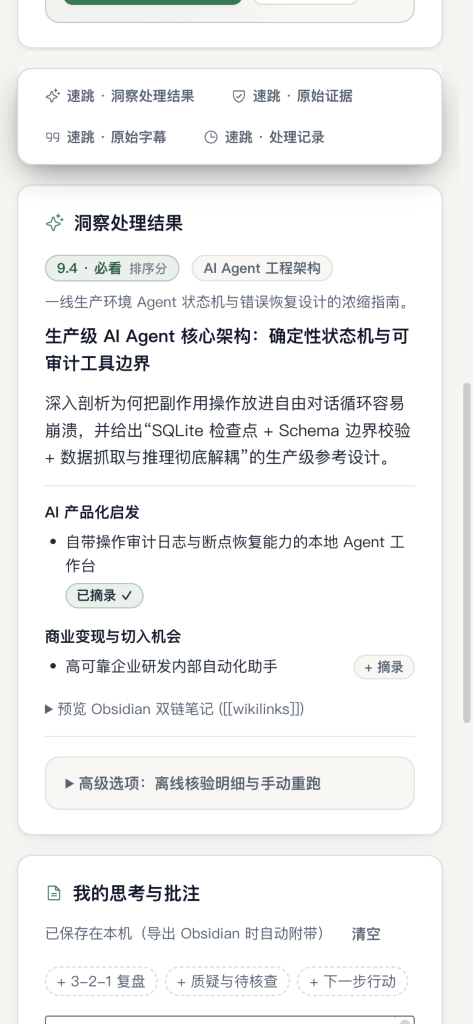 速跳 · 洞察处理结果 速跳 · 原始证据
速跳 · 原始字幕 速跳 · 处理记录
洞察处理结果
9.4 · 必看 排序分 AI Agent 工程架构
一线生产环境 Agent 状态机与错误恢复设计的浓缩指南。
生产级 AI Agent 核心架构：确定性状态机与可
审计工具边界
深入剖析为何把副作用操作放进自由对话循环容易
崩溃，并给出“SQLite 检查点 + Schema 边界校验
+ 数据抓取与推理彻底解耦”的生产级参考设计。
AI 产品化启发
• 自带操作审计日志与断点恢复能力的本地 Agent 工
作台
已摘录 ✓
商业变现与切入机会
• 高可靠企业研发内部自动化助手 + 摘录
▶ 预览 Obsidian 双链笔记 ([[wikilinks]])
▶ 高级选项：离线核验明细与手动重跑
我的思考与批注
已保存在本机（导出 Obsidian 时自动附带） 清空
+ 3-2-1 复盘 + 质疑与待核查 + 下一步行动